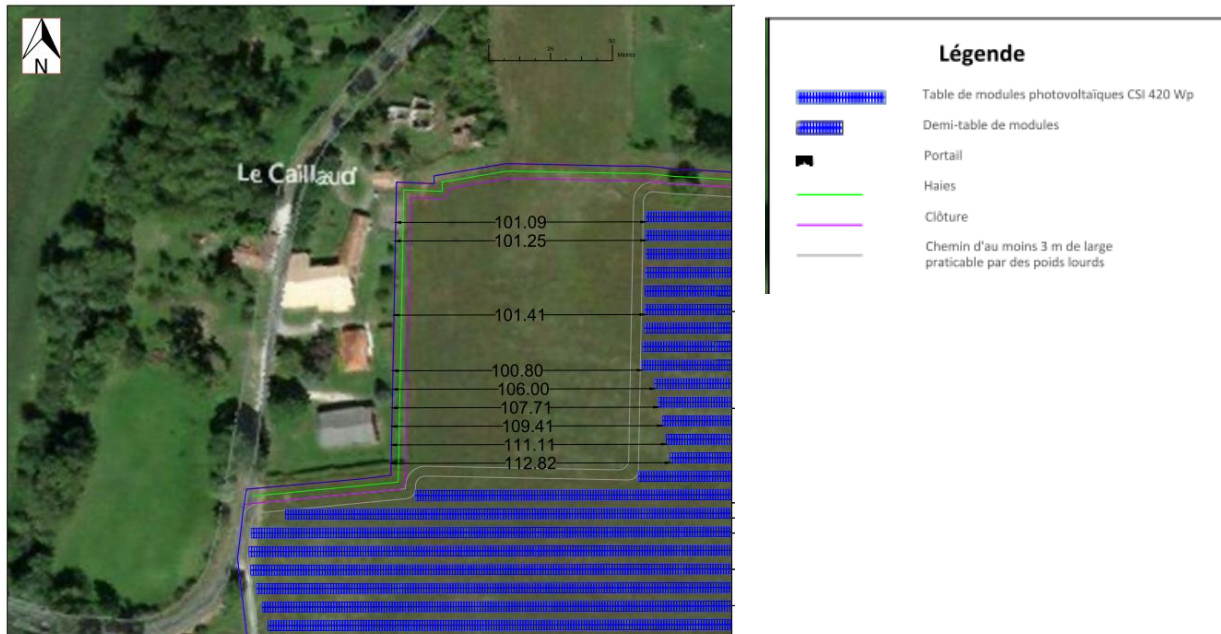 N
0
25
50
Metres
Le Caillaud
101.09
101.25
101.41
100.80
106.00
107.71
109.41
111.11
112.82
Légende
Table de modules photovoltaïques CSI 420 Wp
Demi-table de modules
Portail
Haies
Clôture
Chemin d'au moins 3 m de large
praticable par des poids lourds